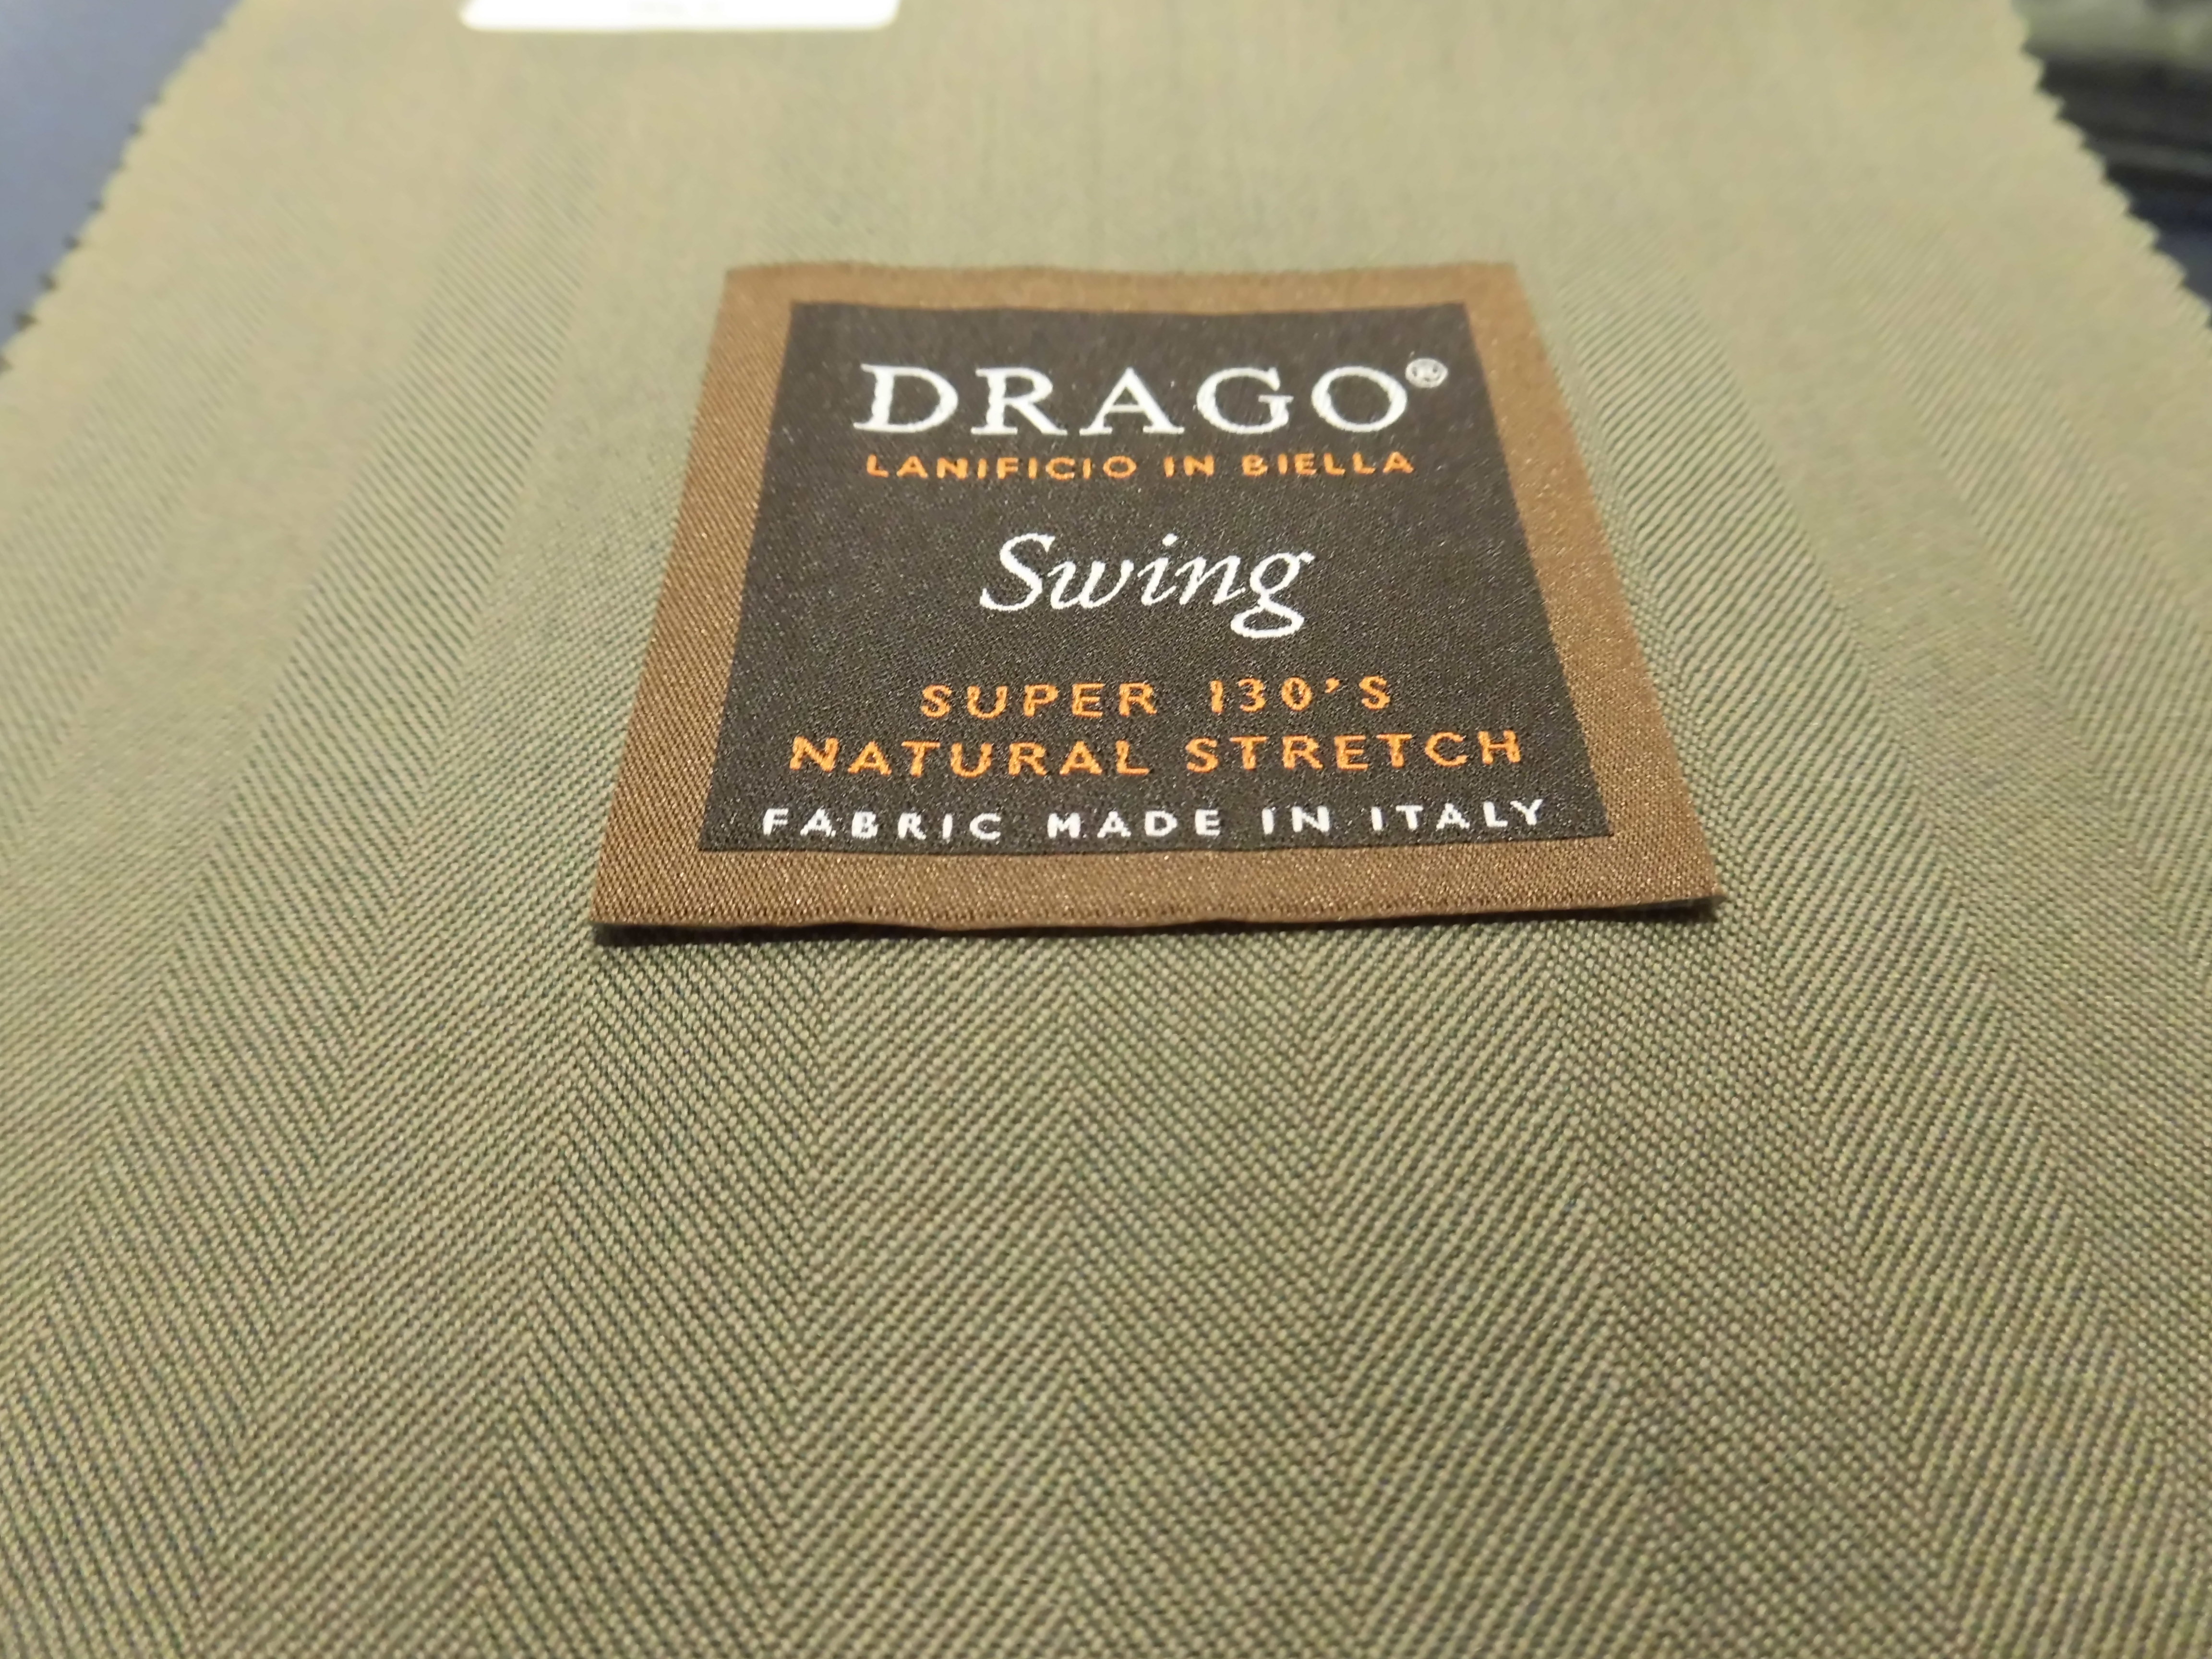 DRAGO®
LANIFICIO IN BIELLA
Swing
SUPER 130'S
NATURAL STRETCH
FABRIC MADE IN ITALY